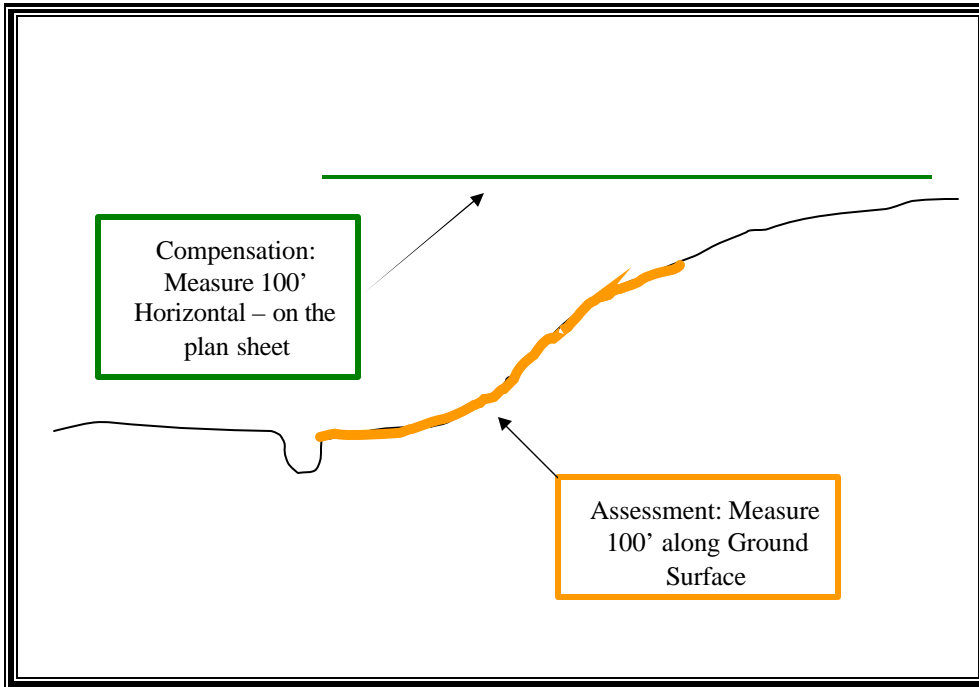 Compensation:
Measure 100’
Horizontal – on the
plan sheet
Assessment: Measure
100’ along Ground
Surface